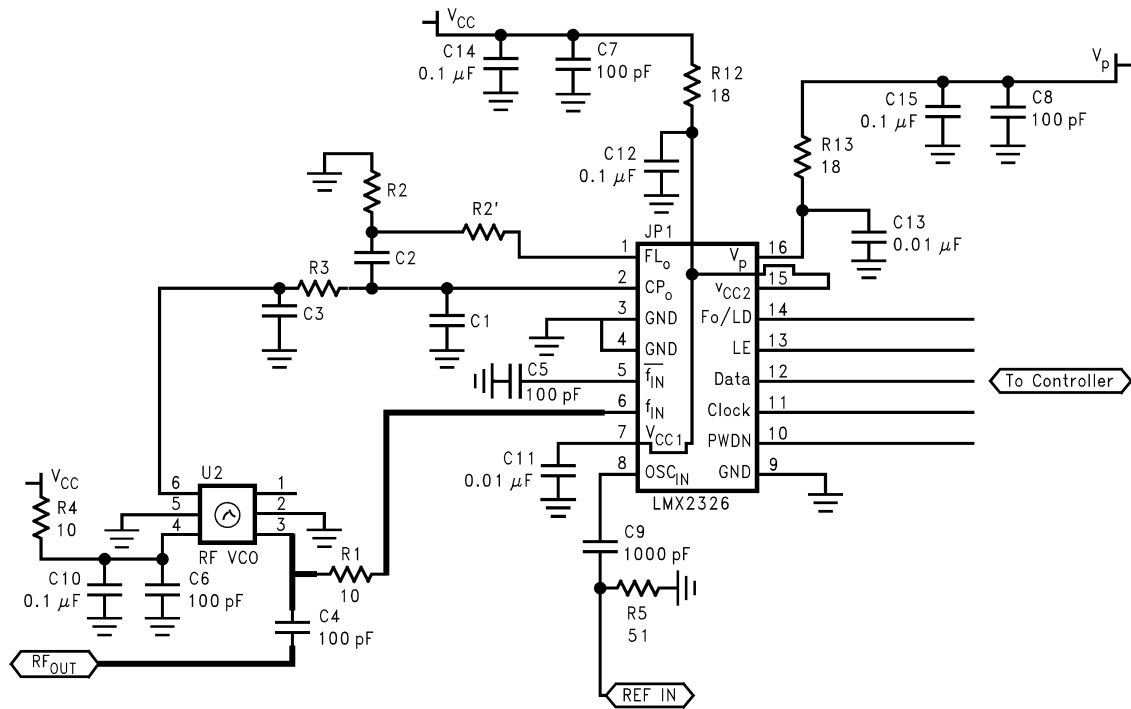 VCC
C14
0.1 μF
C7
100 pF
R12
18
Vp
C15
0.1 μF
C8
100 pF
R13
18
C12
0.1 μF
C13
0.01 μF
R2
R2'
C2
R3
C3
C1
JP1
1
FLo
2
CPo
3
GND
4
GND
5
fIN
6
fIN
7
VCC1
8
OSCIN
16
Vp
15
VCC2
14
Fo/LD
13
LE
12
Data
11
Clock
10
PWDN
9
GND
LMX2326
To Controller
C5
100 pF
C11
0.01 μF
C9
1000 pF
R5
51
REF IN
VCC
R4
10
U2
6
5
4
1
2
3
RF VCO
C10
0.1 μF
C6
100 pF
R1
10
C4
100 pF
RFOUT